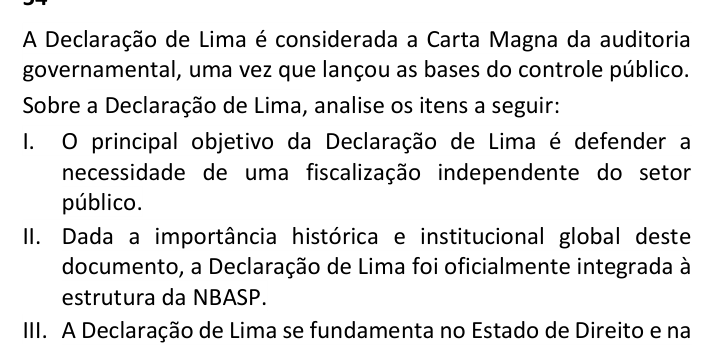 A Declaração de Lima é considerada a Carta Magna da auditoria
governamental, uma vez que lançou as bases do controle público.
Sobre a Declaração de Lima, analise os itens a seguir:
I. O principal objetivo da Declaração de Lima é defender a
necessidade de uma fiscalização independente do setor
público.
II. Dada a importância histórica e institucional global deste
documento, a Declaração de Lima foi oficialmente integrada à
estrutura da NBASP.
III. A Declaração de Lima se fundamenta no Estado de Direito e na